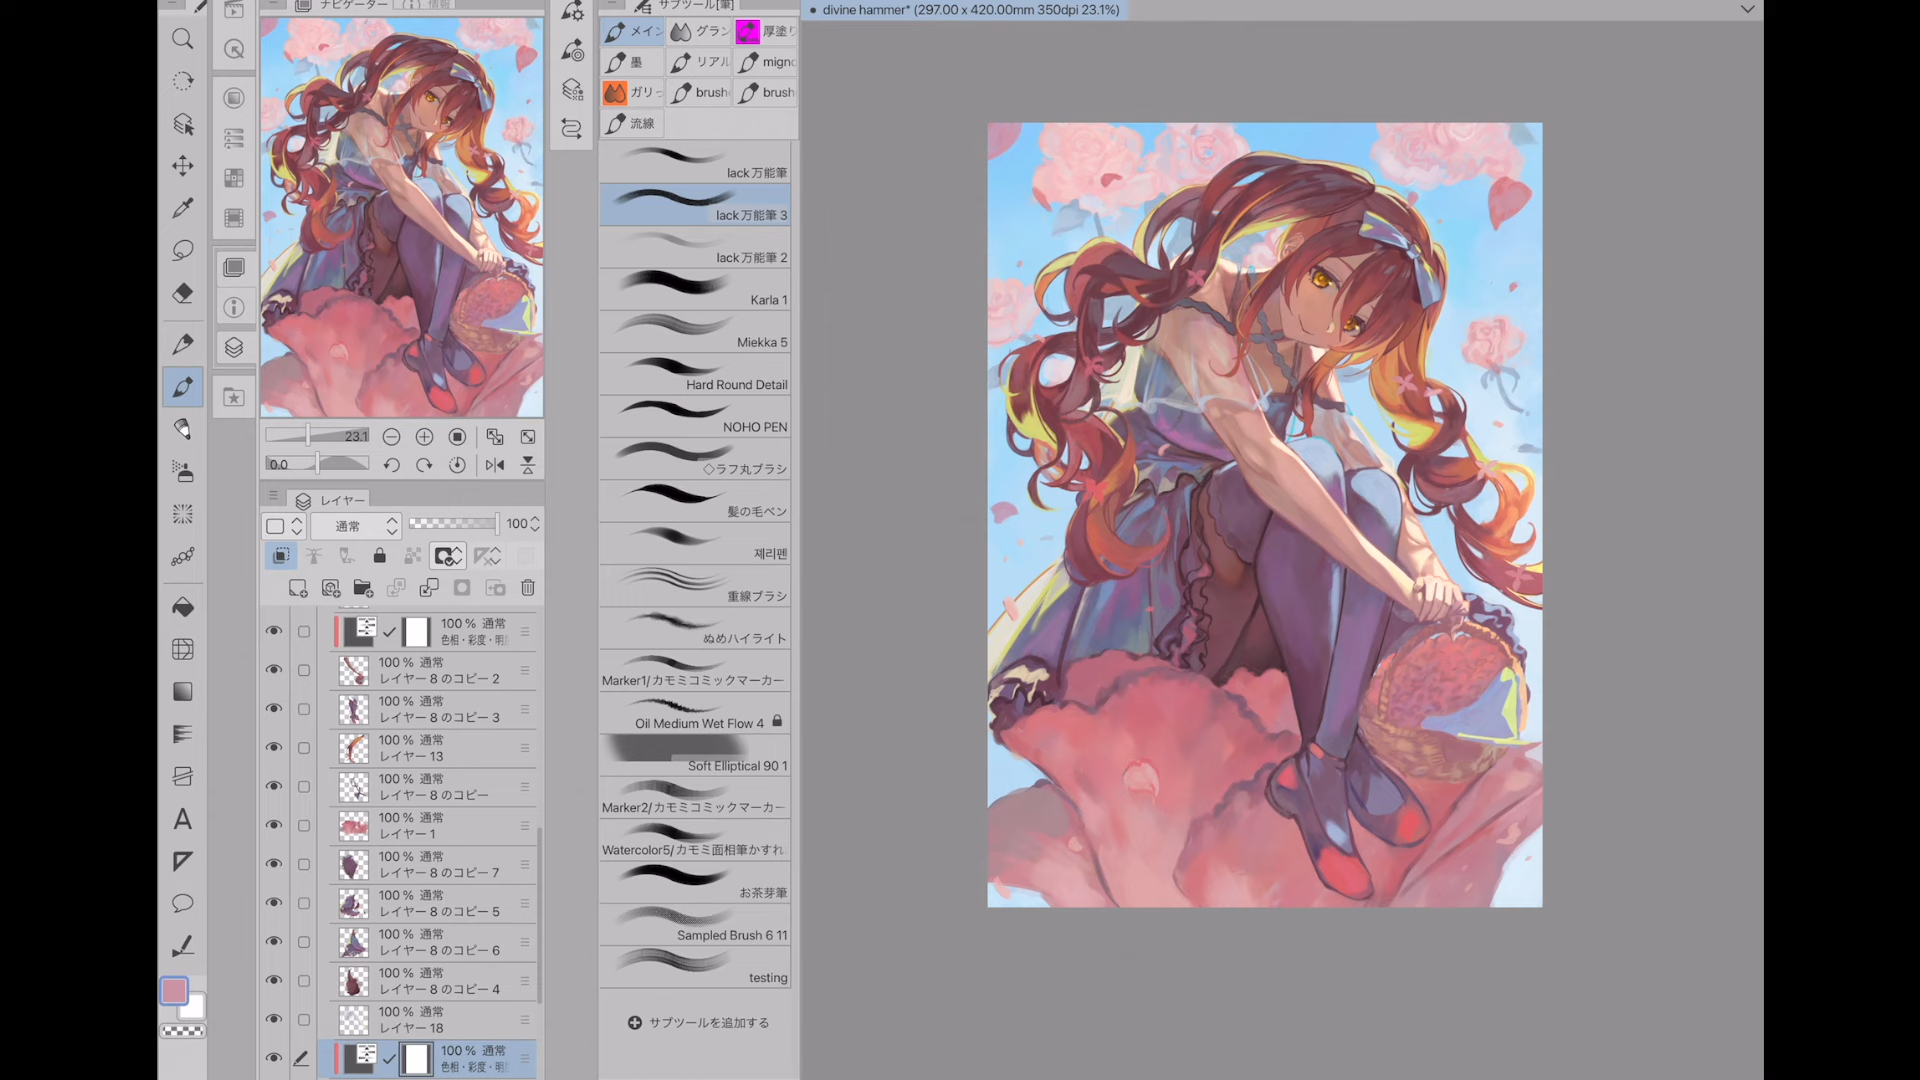 ナビゲーター
情報
サブツール[筆]
divine hammer* (297.00 x 420.00mm 350dpi 23.1%)
メイン
グラン
厚塗り
墨
リアル
migno
ガリっ
brush
brush
流線
lack万能筆
lack万能筆 3
lack万能筆 2
Karla 1
Miekka 5
Hard Round Detail
NOHO PEN
◇ラフ丸ブラシ
髪の毛ペン
제리펜
重線ブラシ
ぬめハイライト
Marker1/カモミコミックマーカー
Oil Medium Wet Flow 4
Soft Elliptical 90 1
Marker2/カモミコミックマーカー
Watercolor5/カモミ面相筆かすれ
お茶芽筆
Sampled Brush 6 11
testing
サブツールを追加する
23.1
0.0
レイヤー
通常
100
100 % 通常
色相・彩度・明
100 % 通常
レイヤー 8 のコピー 2
100 % 通常
レイヤー 8 のコピー 3
100 % 通常
レイヤー 13
100 % 通常
レイヤー 8 のコピー
100 % 通常
レイヤー 1
100 % 通常
レイヤー 8 のコピー 7
100 % 通常
レイヤー 8 のコピー 5
100 % 通常
レイヤー 8 のコピー 6
100 % 通常
レイヤー 8 のコピー 4
100 % 通常
レイヤー 18
100 % 通常
色相・彩度・明